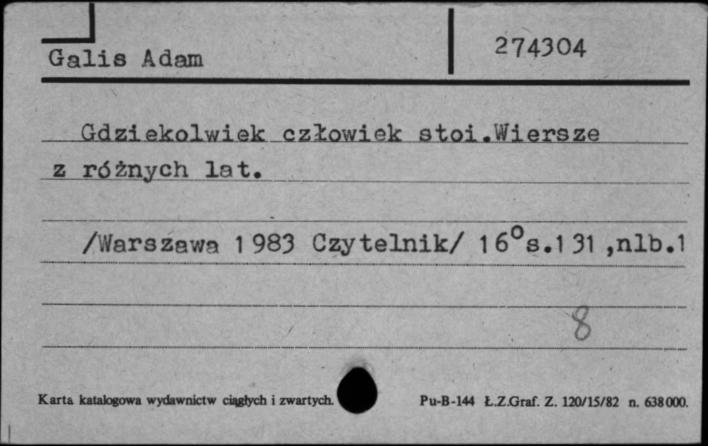 Galis Adam
274304
Gdziekolwiek człowiek stoi.Wiersze
z różnych lat.
/Warszawa 1983 Czytelnik/ 16°s.131,nlb.1
8
Karta katalogowa wydawnictw ciągłych i zwartych.
Pu-B-144 Ł.Z.Graf. Z. 120/15/82 n. 638000.